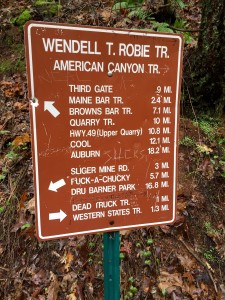 WENDELL T. ROBIE TR.
AMERICAN CANYON TR.
THIRD GATE .9 MI.
MAINE BAR TR. 2.4 MI.
BROWNS BAR TR. 7.1 MI.
QUARRY TR. 10 MI.
HWY.49 (Upper Quarry) 10.8 MI.
COOL 12.1 MI.
AUBURN 18.2 MI.
SUCKS
SLIGER MINE RD. 3 MI.
FUCK-A-CHUCKY 5.7 MI.
DRU BARNER PARK 16.8 MI.
DEAD TRUCK TR. .1 MI.
WESTERN STATES TR. 1.3 MI.